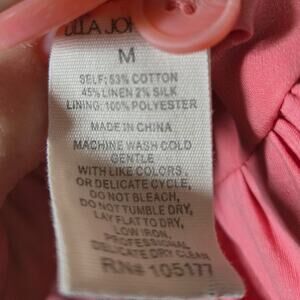 ULLA JOH
M
SELF: 53% COTTON
45% LINEN 2% SILK
LINING: 100% POLYESTER
MADE IN CHINA
MACHINE WASH COLD
GENTLE
WITH LIKE COLORS,
OR DELICATE CYCLE,
DO NOT BLEACH,
DO NOT TUMBLE DRY,
LAY FLAT TO DRY,
LOW IRON,
PROFESSIONAL
DELICATE DRY CLEAN
RN# 105177